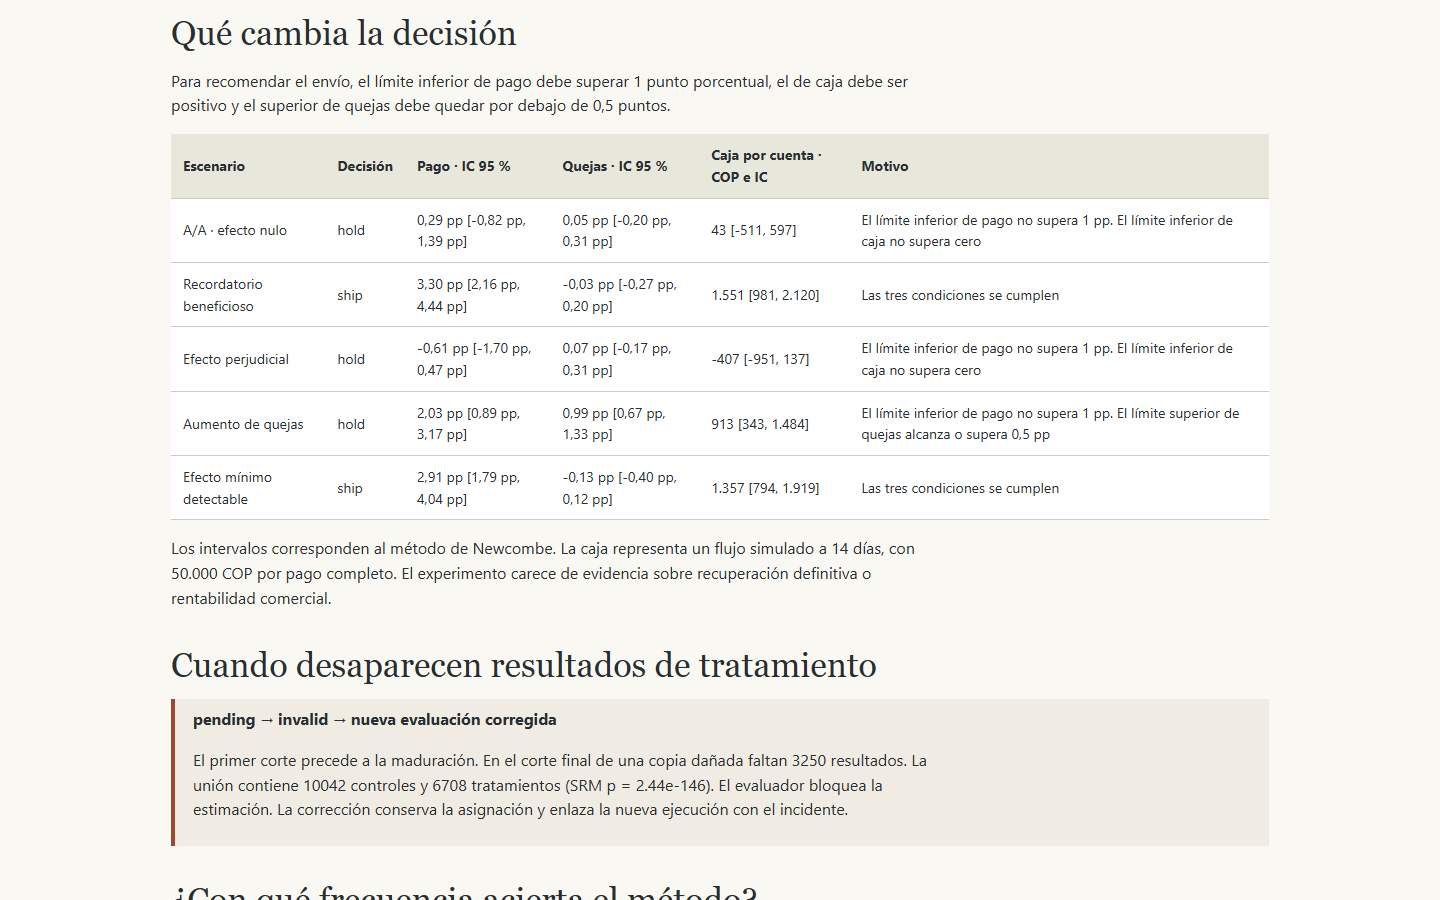 Qué cambia la decisión
Para recomendar el envío, el límite inferior de pago debe superar 1 punto porcentual, el de caja debe ser
positivo y el superior de quejas debe quedar por debajo de 0,5 puntos.
Escenario
Decisión
Pago · IC 95 %
Quejas · IC 95 %
Caja por cuenta ·
COP e IC
Motivo
A/A · efecto nulo
hold
0,29 pp [-0,82 pp,
1,39 pp]
0,05 pp [-0,20 pp,
0,31 pp]
43 [-511, 597]
El límite inferior de pago no supera 1 pp. El límite inferior de
caja no supera cero
Recordatorio
beneficioso
ship
3,30 pp [2,16 pp,
4,44 pp]
-0,03 pp [-0,27 pp,
0,20 pp]
1.551 [981, 2.120]
Las tres condiciones se cumplen
Efecto perjudicial
hold
-0,61 pp [-1,70 pp,
0,47 pp]
0,07 pp [-0,17 pp,
0,31 pp]
-407 [-951, 137]
El límite inferior de pago no supera 1 pp. El límite inferior de
caja no supera cero
Aumento de quejas
hold
2,03 pp [0,89 pp,
3,17 pp]
0,99 pp [0,67 pp,
1,33 pp]
913 [343, 1.484]
El límite inferior de pago no supera 1 pp. El límite superior de
quejas alcanza o supera 0,5 pp
Efecto mínimo
detectable
ship
2,91 pp [1,79 pp,
4,04 pp]
-0,13 pp [-0,40 pp,
0,12 pp]
1.357 [794, 1.919]
Las tres condiciones se cumplen
Los intervalos corresponden al método de Newcombe. La caja representa un flujo simulado a 14 días, con
50.000 COP por pago completo. El experimento carece de evidencia sobre recuperación definitiva o
rentabilidad comercial.
Cuando desaparecen resultados de tratamiento
pending → invalid → nueva evaluación corregida
El primer corte precede a la maduración. En el corte final de una copia dañada faltan 3250 resultados. La
unión contiene 10042 controles y 6708 tratamientos (SRM p = 2.44e-146). El evaluador bloquea la
estimación. La corrección conserva la asignación y enlaza la nueva ejecución con el incidente.
¿Con qué frecuencia acierta el método?